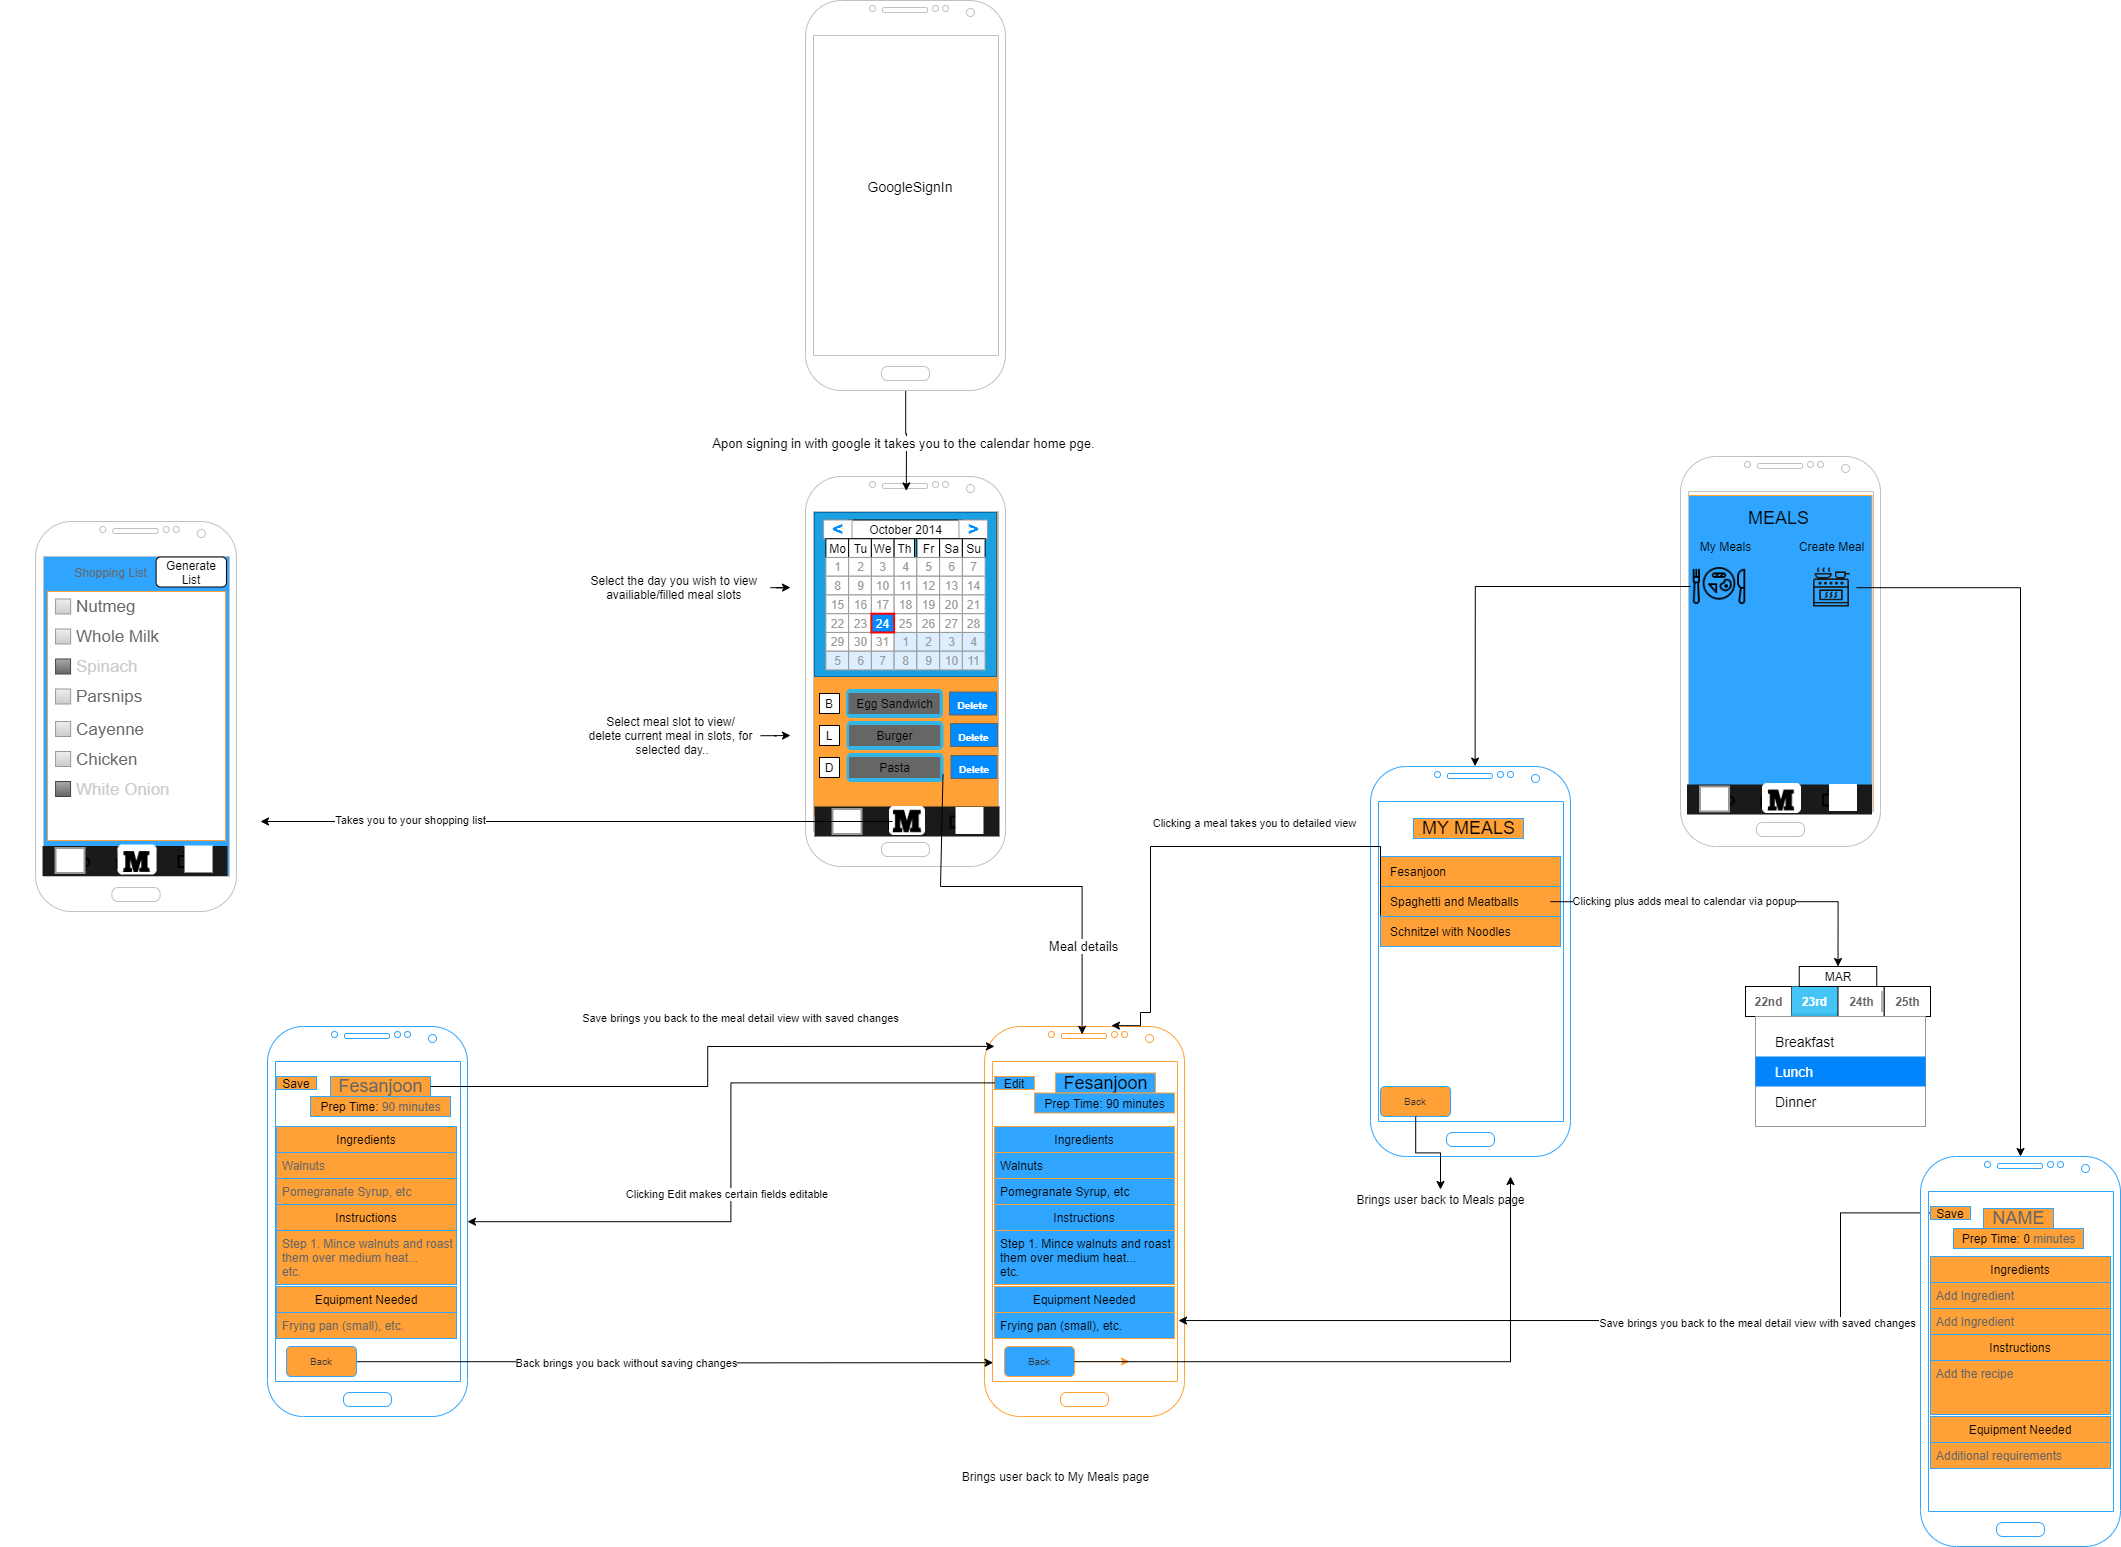 GoogleSignIn
Apon signing in with google it takes you to the calendar home pge.
Shopping List
Generate
List
Nutmeg
Whole Milk
Spinach
Parsnips
Cayenne
Chicken
White Onion
M
Takes you to your shopping list
Select the day you wish to view
availiable/filled meal slots
Select meal slot to view/
delete current meal in slots, for
selected day..
< October 2014 >
Mo Tu We Th Fr Sa Su
1 2 3 4 5 6 7
8 9 10 11 12 13 14
15 16 17 18 19 20 21
22 23 24 25 26 27 28
29 30 31 1 2 3 4
5 6 7 8 9 10 11
B Egg Sandwich Delete
L Burger Delete
D Pasta Delete
M
Meal details
MEALS
My Meals Create Meal
M
Clicking a meal takes you to detailed view
MY MEALS
Fesanjoon
Spaghetti and Meatballs
Schnitzel with Noodles
Back
Brings user back to Meals page
Clicking plus adds meal to calendar via popup
MAR
22nd 23rd 24th 25th
Breakfast
Lunch
Dinner
Save brings you back to the meal detail view with saved changes
Save Fesanjoon
Prep Time: 90 minutes
Ingredients
Walnuts
Pomegranate Syrup, etc
Instructions
Step 1. Mince walnuts and roast
them over medium heat...
etc.
Equipment Needed
Frying pan (small), etc.
Back
Clicking Edit makes certain fields editable
Back brings you back without saving changes
Edit Fesanjoon
Prep Time: 90 minutes
Ingredients
Walnuts
Pomegranate Syrup, etc
Instructions
Step 1. Mince walnuts and roast
them over medium heat...
etc.
Equipment Needed
Frying pan (small), etc.
Back
Brings user back to My Meals page
Save brings you back to the meal detail view with saved changes
Save NAME
Prep Time: 0 minutes
Ingredients
Add Ingredient
Add Ingredient
Instructions
Add the recipe
Equipment Needed
Additional requirements